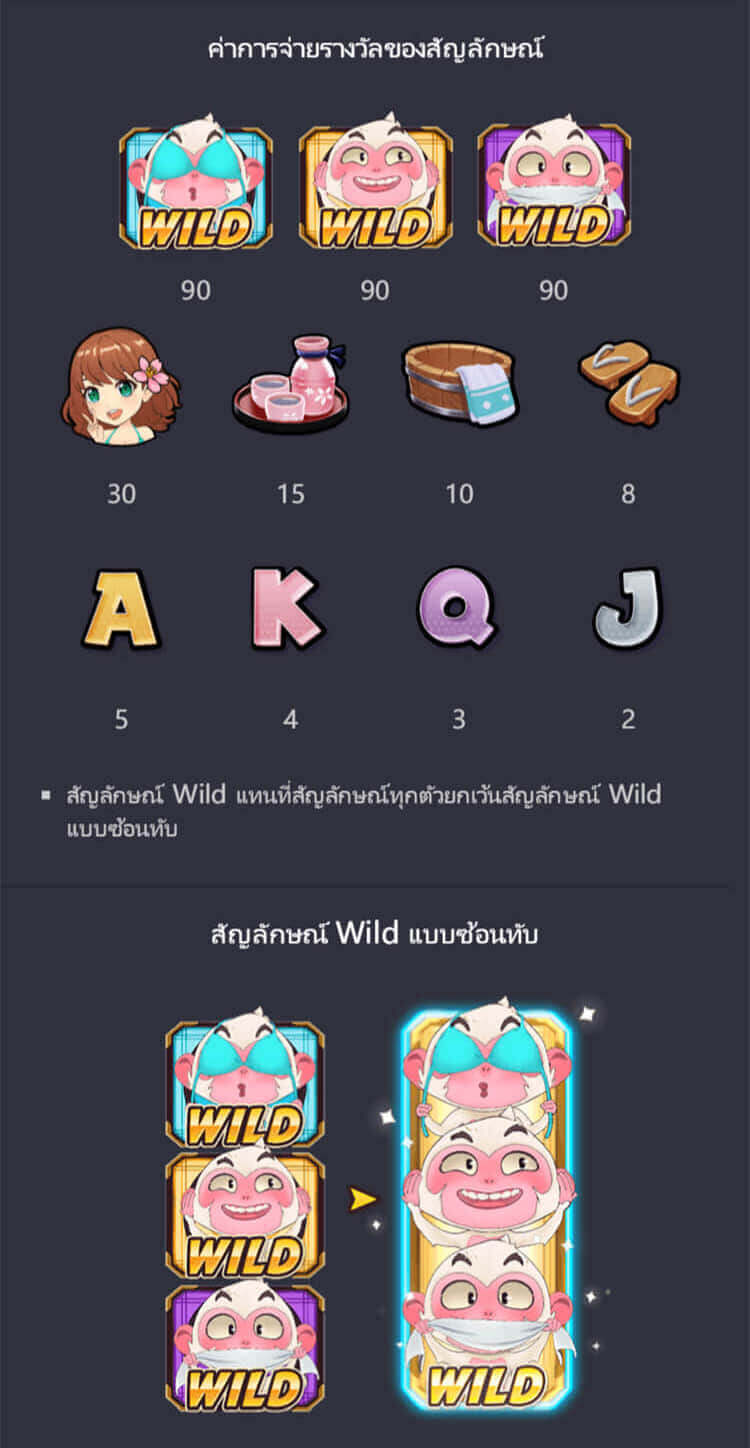 ค่าการจ่ายรางวัลของสัญลักษณ์
WILD WILD WILD
90 90 90
30 15 10 8
A K Q J
5 4 3 2
สัญลักษณ์ Wild แทนที่สัญลักษณ์ทุกตัวยกเว้นสัญลักษณ์ Wild
แบบซ้อนทับ
สัญลักษณ์ Wild แบบซ้อนทับ
WILD
WILD
WILD WILD